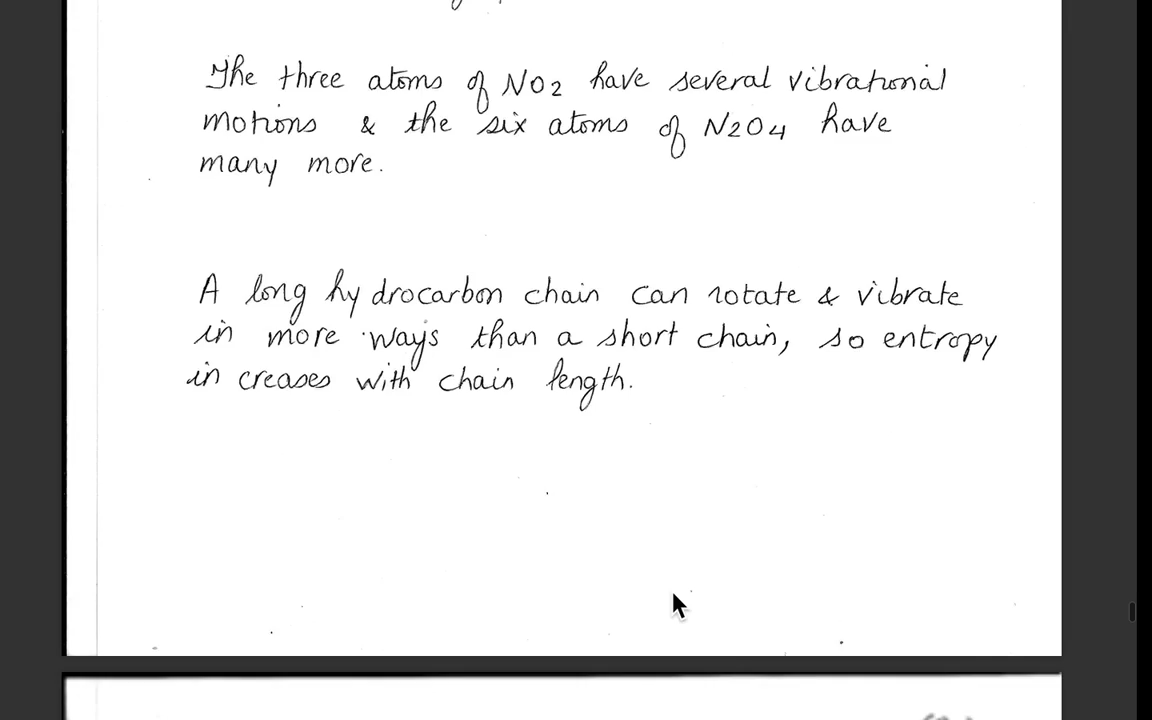 The three atoms of NO2 have several vibrational
motions & the six atoms of N2O4 have
many more.
A long hydrocarbon chain can rotate & vibrate
in more ways than a short chain, so entropy
increases with chain length.